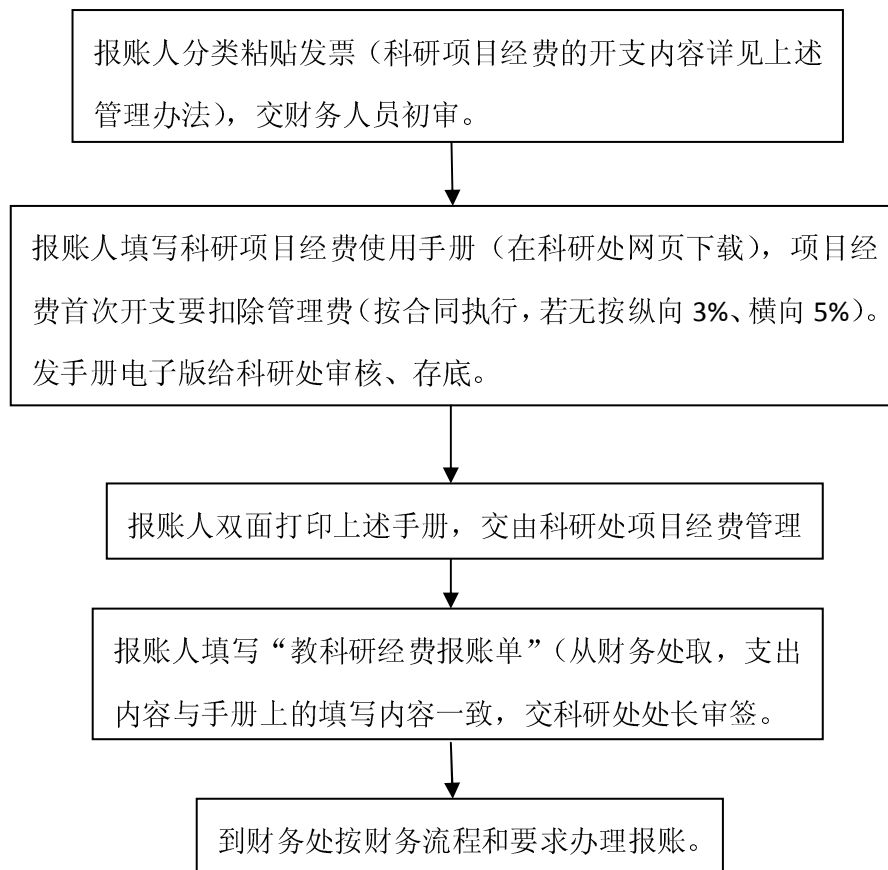 报账人分类粘贴发票（科研项目经费的开支内容详见上述
管理办法），交财务人员初审。
报账人填写科研项目经费使用手册（在科研处网页下载），项目经
费首次开支要扣除管理费（按合同执行，若无按纵向 3%、横向 5%）。
发手册电子版给科研处审核、存底。
报账人双面打印上述手册，交由科研处项目经费管理
报账人填写“教科研经费报账单”（从财务处取，支出
内容与手册上的填写内容一致，交科研处处长审签。
到财务处按财务流程和要求办理报账。